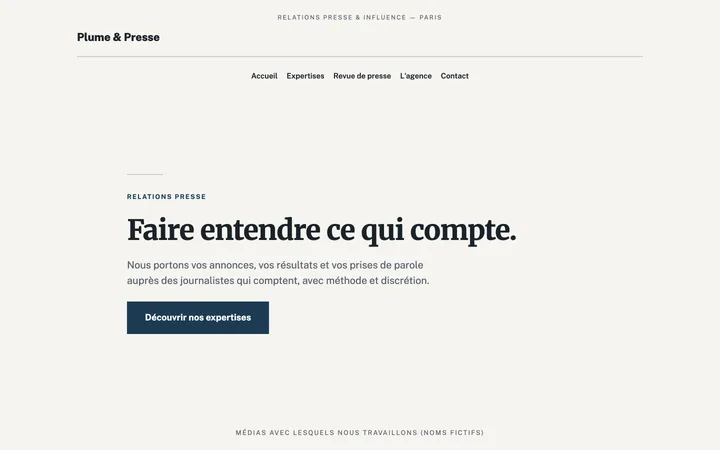 RELATIONS PRESSE & INFLUENCE — PARIS
Plume & Presse
Accueil Expertises Revue de presse L'agence Contact
RELATIONS PRESSE
Faire entendre ce qui compte.
Nous portons vos annonces, vos résultats et vos prises de parole
auprès des journalistes qui comptent, avec méthode et discrétion.
Découvrir nos expertises
MÉDIAS AVEC LESQUELS NOUS TRAVAILLONS (NOMS FICTIFS)